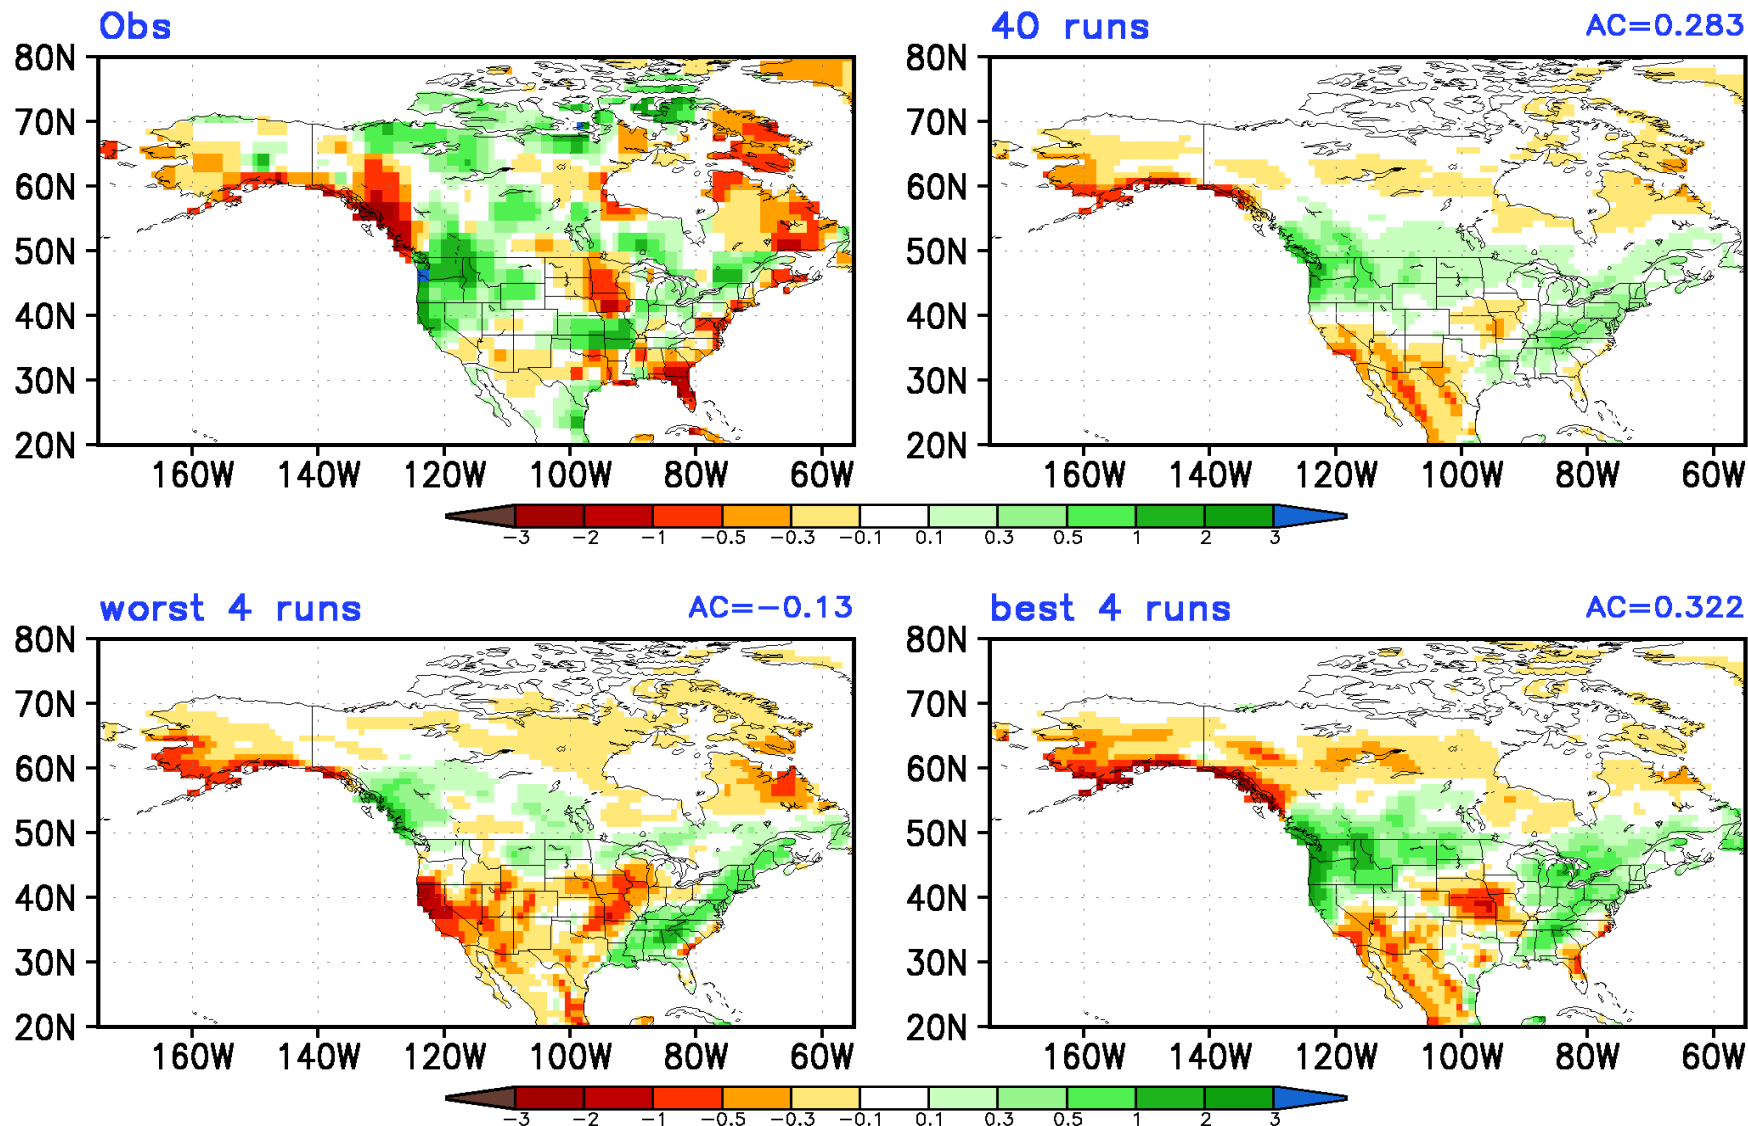 Obs 40 runs AC=0.283
80N 80N
70N 70N
60N 60N
50N 50N
40N 40N
30N 30N
20N 20N
160W 140W 120W 100W 80W 60W 160W 140W 120W 100W 80W 60W
-3 -2 -1 -0.5 -0.3 -0.1 0.1 0.3 0.5 1 2 3
worst 4 runs AC=-0.13 best 4 runs AC=0.322
80N 80N
70N 70N
60N 60N
50N 50N
40N 40N
30N 30N
20N 20N
160W 140W 120W 100W 80W 60W 160W 140W 120W 100W 80W 60W
-3 -2 -1 -0.5 -0.3 -0.1 0.1 0.3 0.5 1 2 3